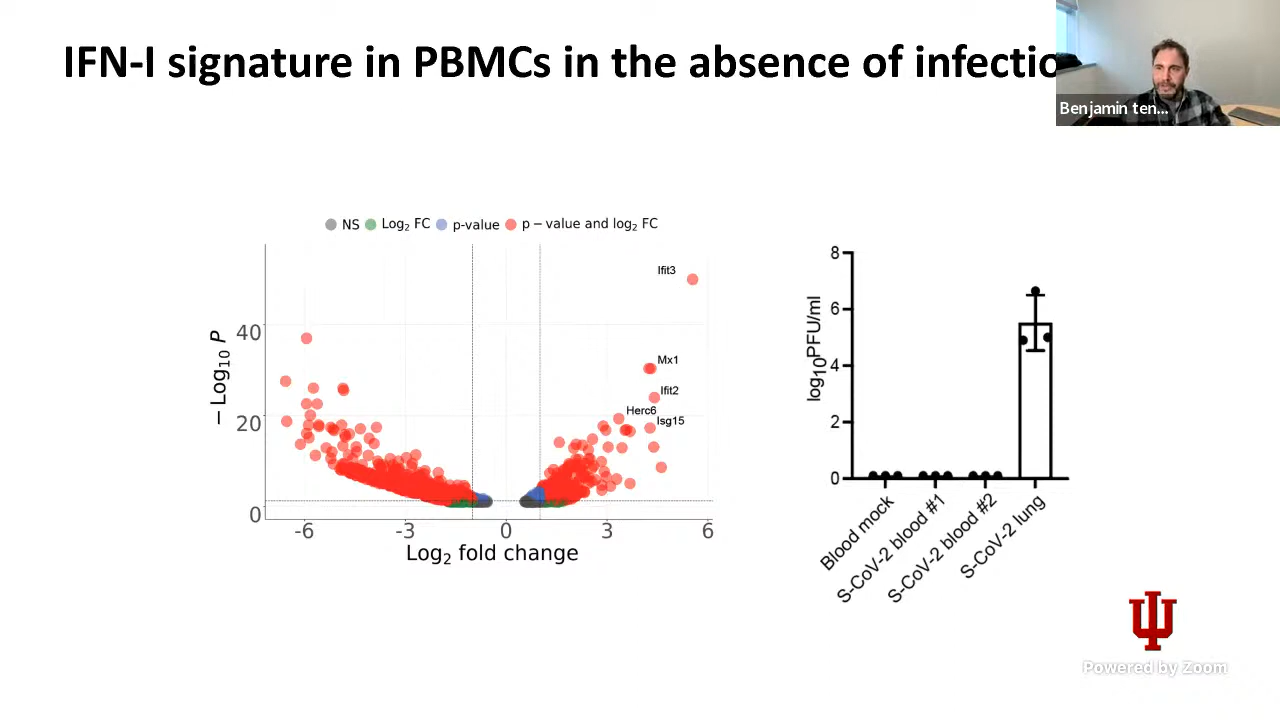 IFN-I signature in PBMCs in the absence of infectio
Benjamin ten...
NS Log2 FC p-value p – value and log2 FC
– Log10 P
40
20
0
Ifit3
Mx1
Ifit2
Herc6
Isg15
-6 -3 0 3 6
Log2 fold change
log10PFU/ml
8
6
4
2
0
Blood mock
S-CoV-2 blood #1
S-CoV-2 blood #2
S-CoV-2 lung
Powered by Zoom